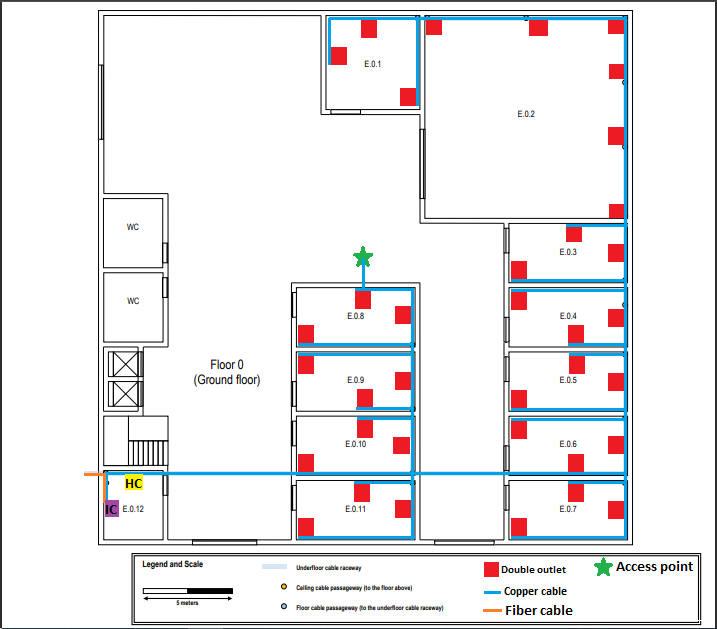 E.0.1
E.0.2
WC
E.0.3
WC
E.0.8
E.0.4
Floor 0
(Ground floor)
E.0.9
E.0.5
E.0.10
E.0.6
HC
IC
E.0.12
E.0.11
E.0.7
Legend and Scale
5 meters
Underfloor cable raceway
Ceiling cable passageway (to the floor above)
Floor cable passageway (to the underfloor cable raceway)
Double outlet
Copper cable
Fiber cable
Access point